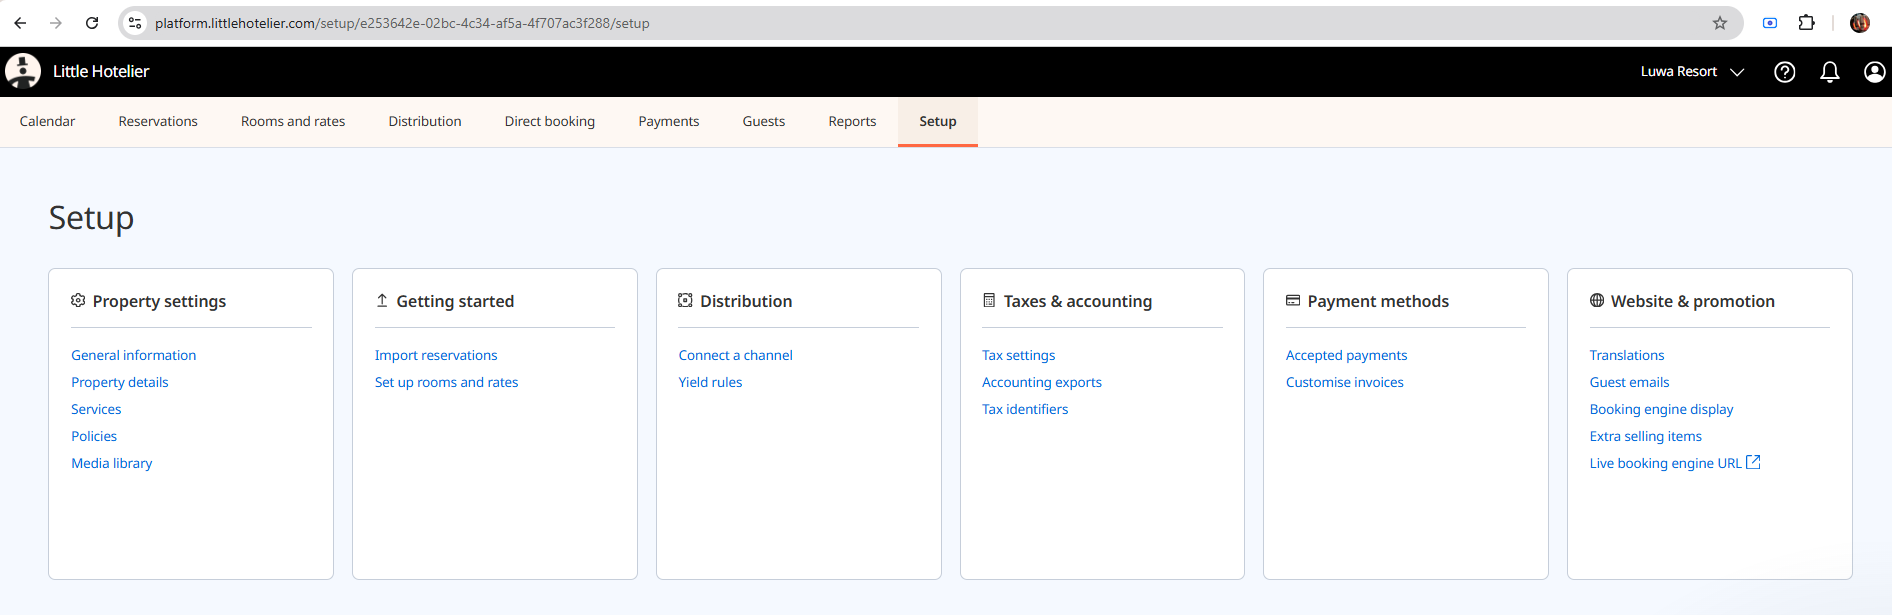 platform.littlehotelier.com/setup/e253642e-02bc-4c34-af5a-4f707ac3f288/setup
Little Hotelier
Luwa Resort
Calendar Reservations Rooms and rates Distribution Direct booking Payments Guests Reports Setup
Setup
Property settings
General information
Property details
Services
Policies
Media library
Getting started
Import reservations
Set up rooms and rates
Distribution
Connect a channel
Yield rules
Taxes & accounting
Tax settings
Accounting exports
Tax identifiers
Payment methods
Accepted payments
Customise invoices
Website & promotion
Translations
Guest emails
Booking engine display
Extra selling items
Live booking engine URL